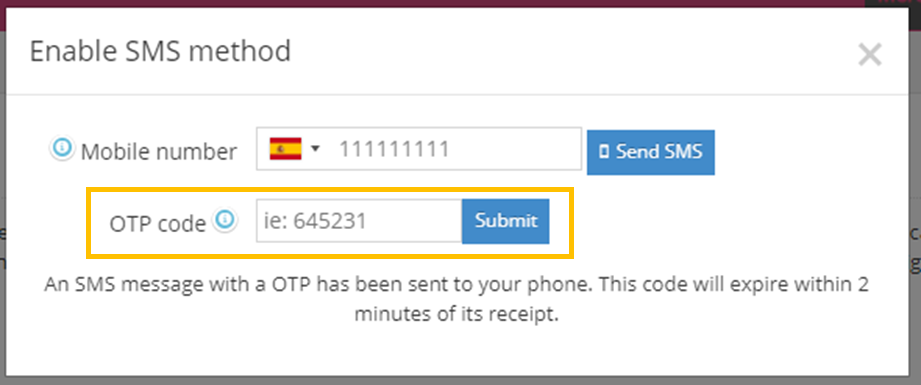 Enable SMS method
Mobile number 111111111 Send SMS
OTP code ie: 645231 Submit
An SMS message with a OTP has been sent to your phone. This code will expire within 2
minutes of its receipt.